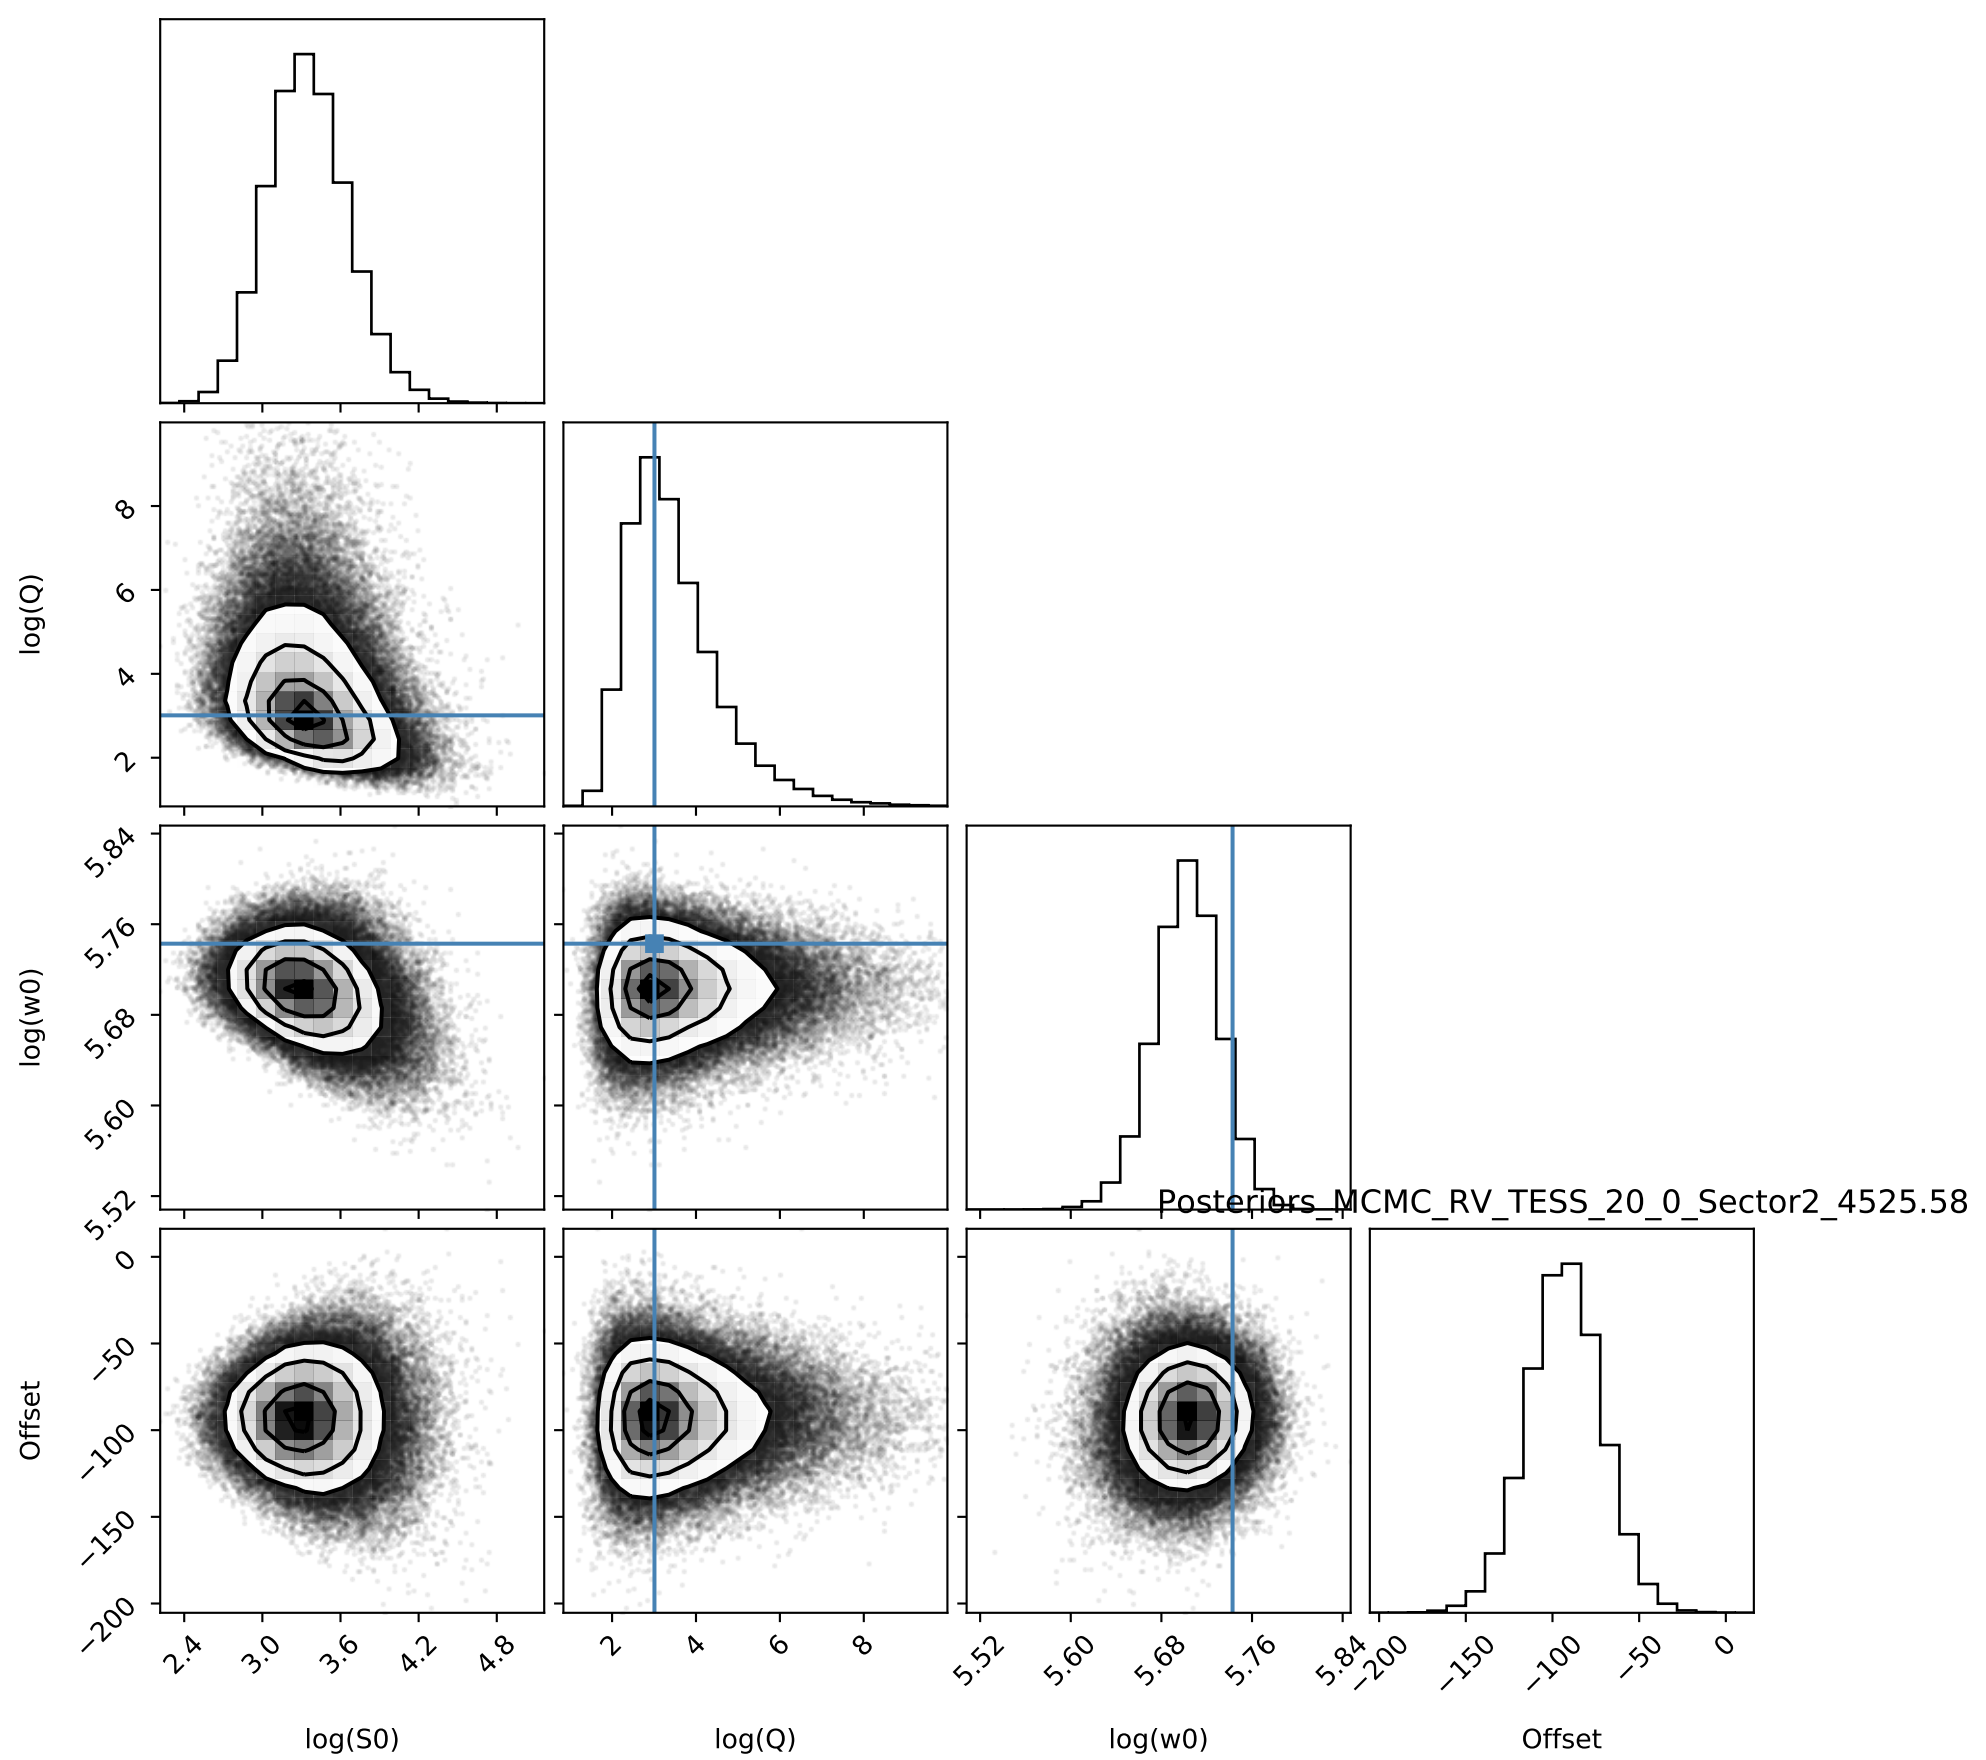 log(Q)
8
6
4
2
log(w0)
5.84
5.76
5.68
5.60
5.52
Posteriors_MCMC_RV_TESS_20_0_Sector2_4525.58
Offset
0
−50
−100
−150
−200
2.4 3.0 3.6 4.2 4.8
2 4 6 8
5.52 5.60 5.68 5.76 5.84
−200 −150 −100 −50 0
log(S0) log(Q) log(w0) Offset